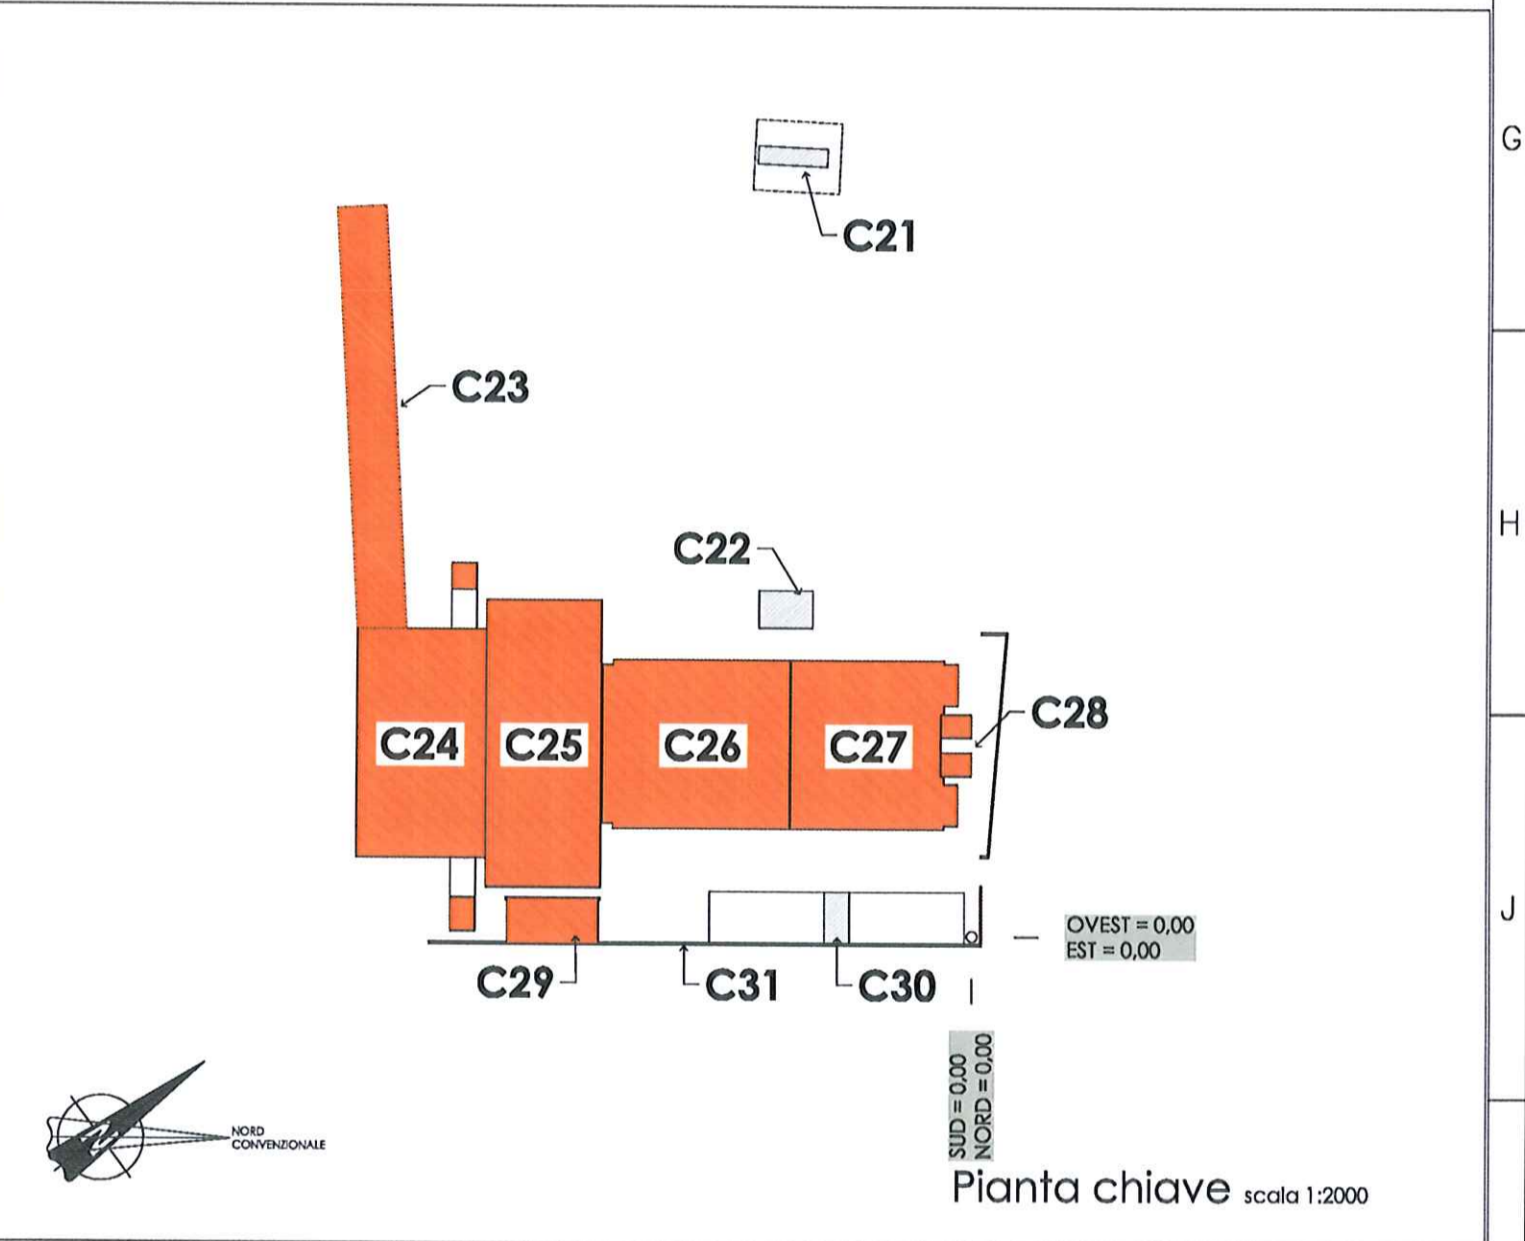 G
C21
C23
H
C22
C28
C24
C25
C26
C27
J
OVEST = 0,00
EST = 0,00
C29
C31
C30
SUD = 0,00
NORD = 0,00
NORD
CONVENZIONALE
Pianta chiave scala 1:2000